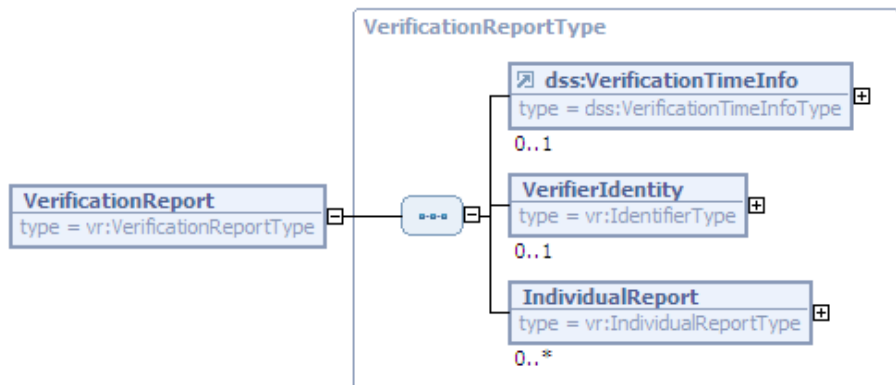 VerificationReportType
dss:VerificationTimeInfo
type = dss:VerificationTimeInfoType
0..1
VerificationReport
type = vr:VerificationReportType
VerifierIdentity
type = vr:IdentifierType
0..1
IndividualReport
type = vr:IndividualReportType
0..*